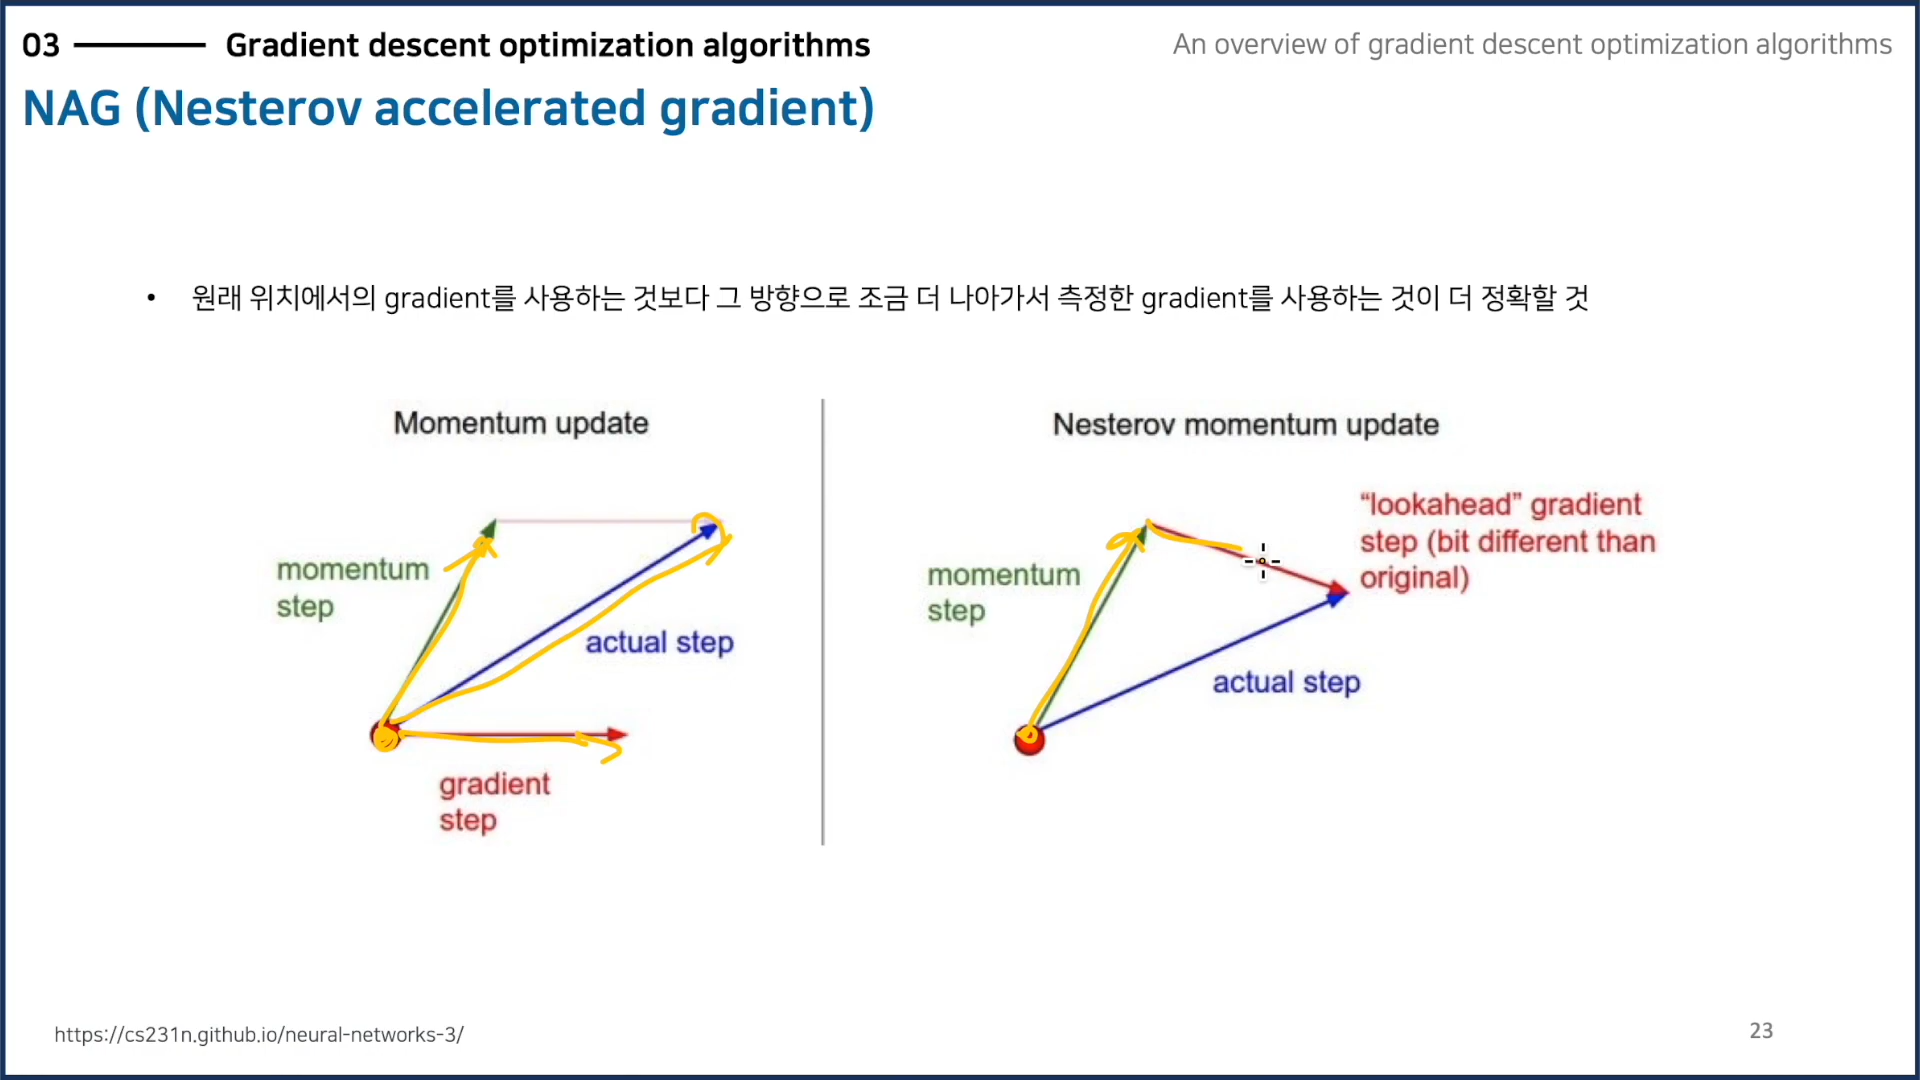 03 Gradient descent optimization algorithms
An overview of gradient descent optimization algorithms
NAG (Nesterov accelerated gradient)
• 원래 위치에서의 gradient를 사용하는 것보다 그 방향으로 조금 더 나아가서 측정한 gradient를 사용하는 것이 더 정확할 것
Momentum update
momentum
step
actual step
gradient
step
Nesterov momentum update
momentum
step
“lookahead” gradient
step (bit different than
original)
actual step
https://cs231n.github.io/neural-networks-3/
23